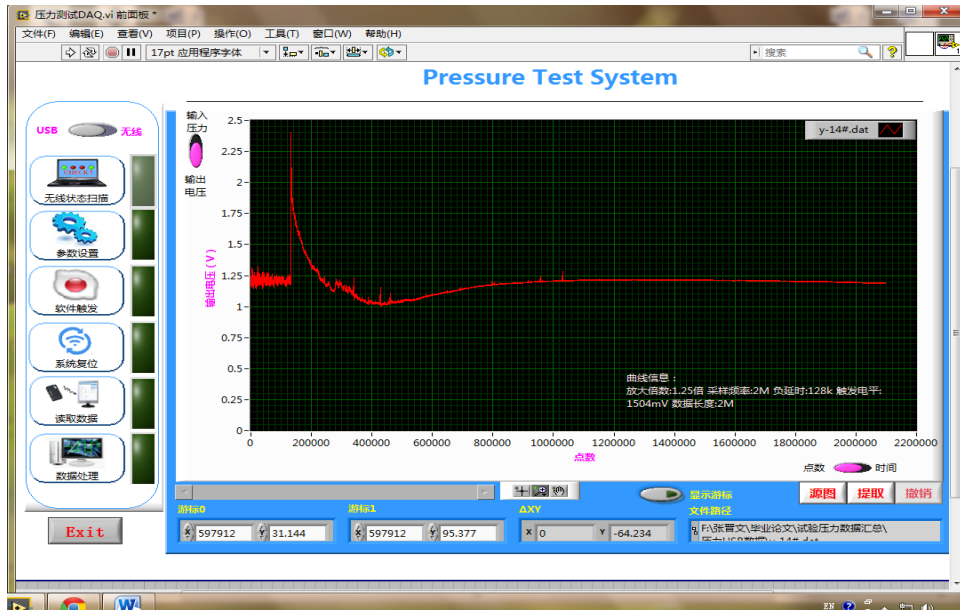 压力测试DAQ.vi 前面板 *
文件(F) 编辑(E) 查看(V) 项目(P) 操作(O) 工具(T) 窗口(W) 帮助(H)
17pt 应用程序字体 搜索
Pressure Test System
USB 无线
无线状态扫描
参数设置
软件触发
系统复位
读取数据
数据处理
Exit
输入
压力
输出
电压
y-14#.dat
2.5
2.25
2
1.75
1.5
1.25
1
0.75
0.5
0.25
0
输出电压 (V)
曲线信息：
放大倍数:1.25倍 采样频率:2M 负延时:128k 触发电平:
1504mV 数据长度:2M
0 200000 400000 600000 800000 1000000 1200000 1400000 1600000 1800000 2000000 2200000
点数
点数 时间
显示游标
源图 提取 撤销
游标0 游标1 ΔXY 文件路径
597912 31.144 597912 95.377 X 0 Y -64.234
F:\张晋文\毕业论文\试验压力数据汇总\
压力USB数据\y-14#.dat
EN